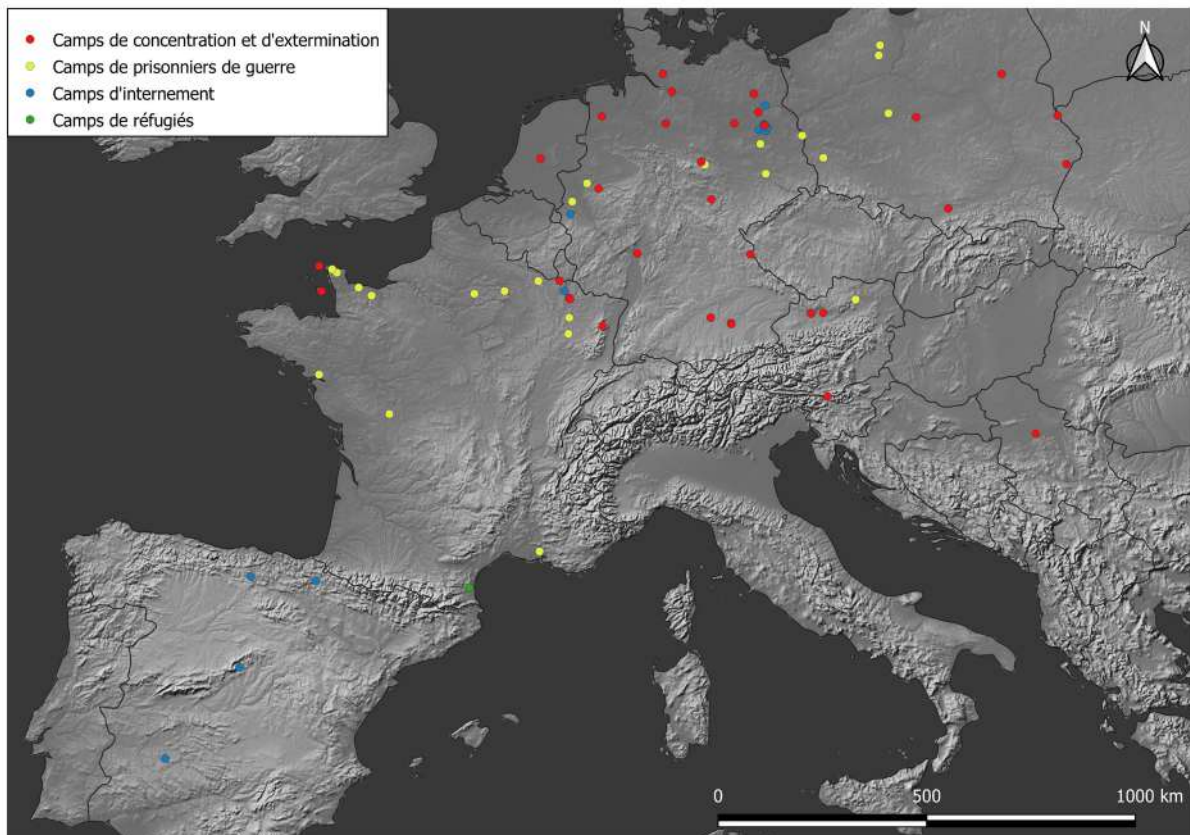 Camps de concentration et d'extermination
Camps de prisonniers de guerre
Camps d'internement
Camps de réfugiés
N
0 500 1000 km